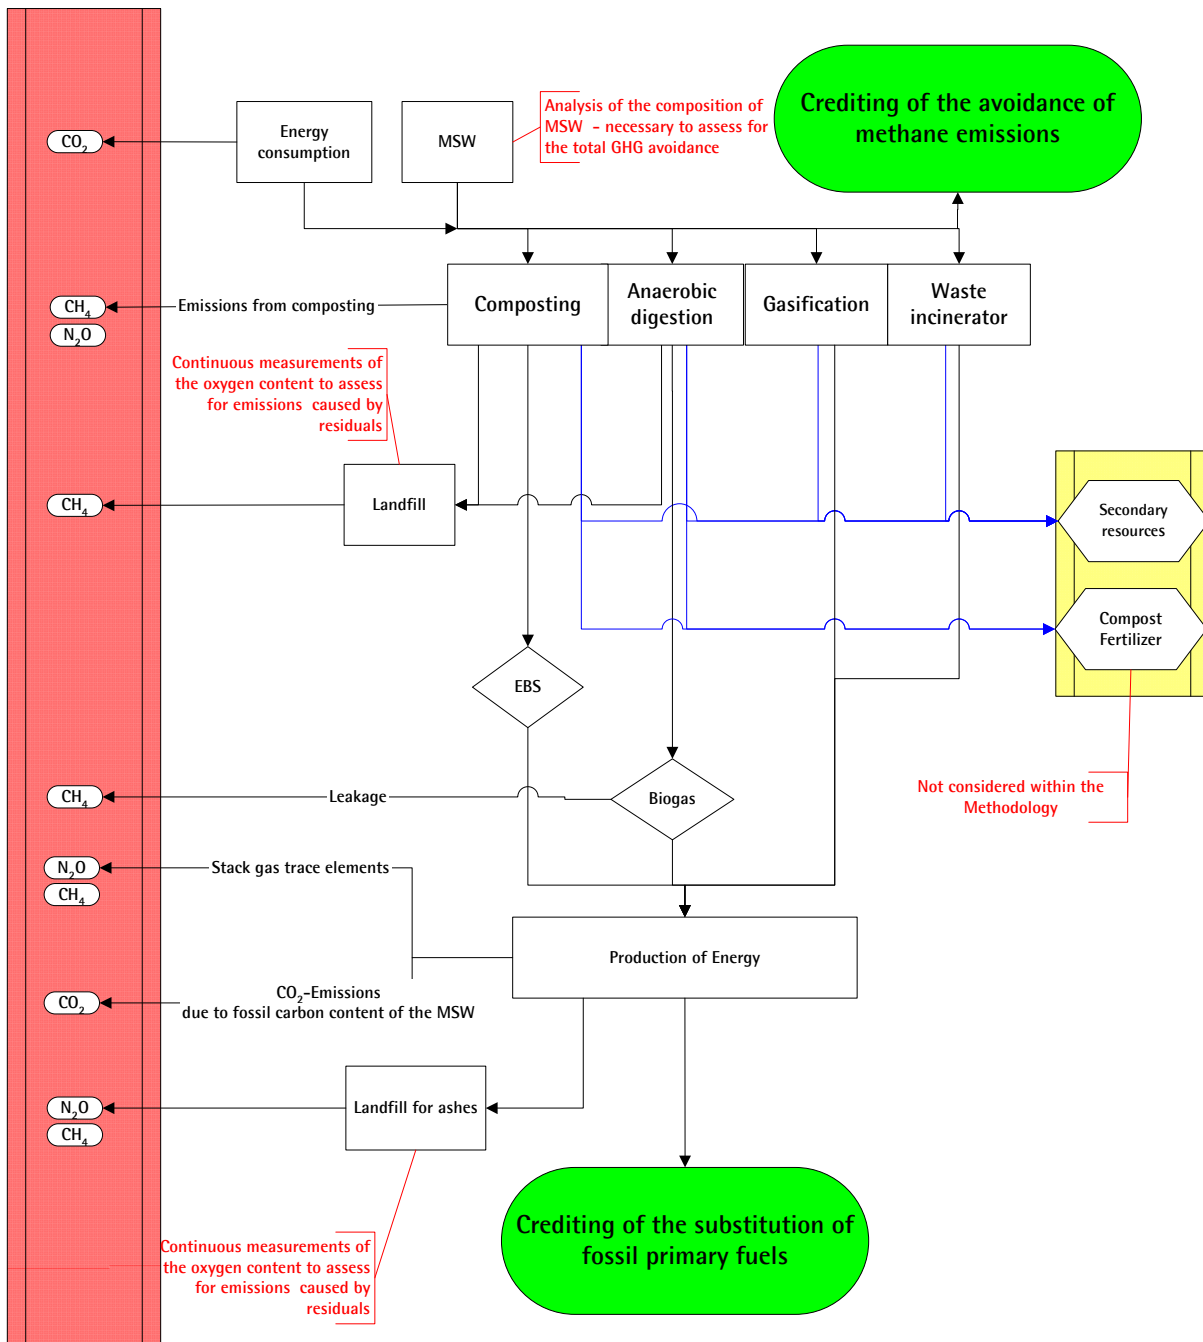 Crediting of the avoidance of
methane emissions
Analysis of the composition of
MSW - necessary to assess for
the total GHG avoidance
Energy
consumption
MSW
CO₂
Composting
Anaerobic
digestion
Gasification
Waste
incinerator
CH₄
Emissions from composting
N₂O
Continuous measurements of
the oxygen content to assess
for emissions caused by
residuals
Landfill
CH₄
Secondary
resources
Compost
Fertilizer
EBS
CH₄
Leakage
Biogas
Not considered within the
Methodology
N₂O
Stack gas trace elements
CH₄
Production of Energy
CO₂
CO₂-Emissions
due to fossil carbon content of the MSW
N₂O
Landfill for ashes
CH₄
Crediting of the substitution of
fossil primary fuels
Continuous measurements of
the oxygen content to assess
for emissions caused by
residuals